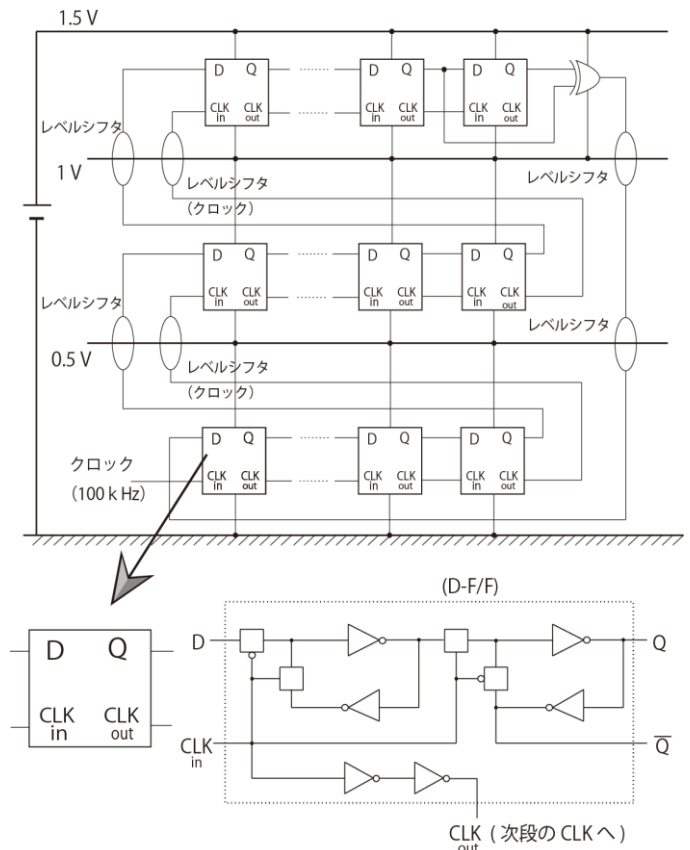 1.5 V
D Q D Q D Q
CLK in CLK out CLK in CLK out CLK in CLK out
レベルシフタ
1 V
レベルシフタ
(クロック)
レベルシフタ
D Q D Q D Q
CLK in CLK out CLK in CLK out CLK in CLK out
レベルシフタ
レベルシフタ
0.5 V
レベルシフタ
(クロック)
D Q D Q D Q
CLK in CLK out CLK in CLK out CLK in CLK out
クロック
(100 k Hz)
(D-F/F)
D Q
CLK in CLK out
D
Q
CLK in
Q̅
CLK out ( 次段の CLK へ )